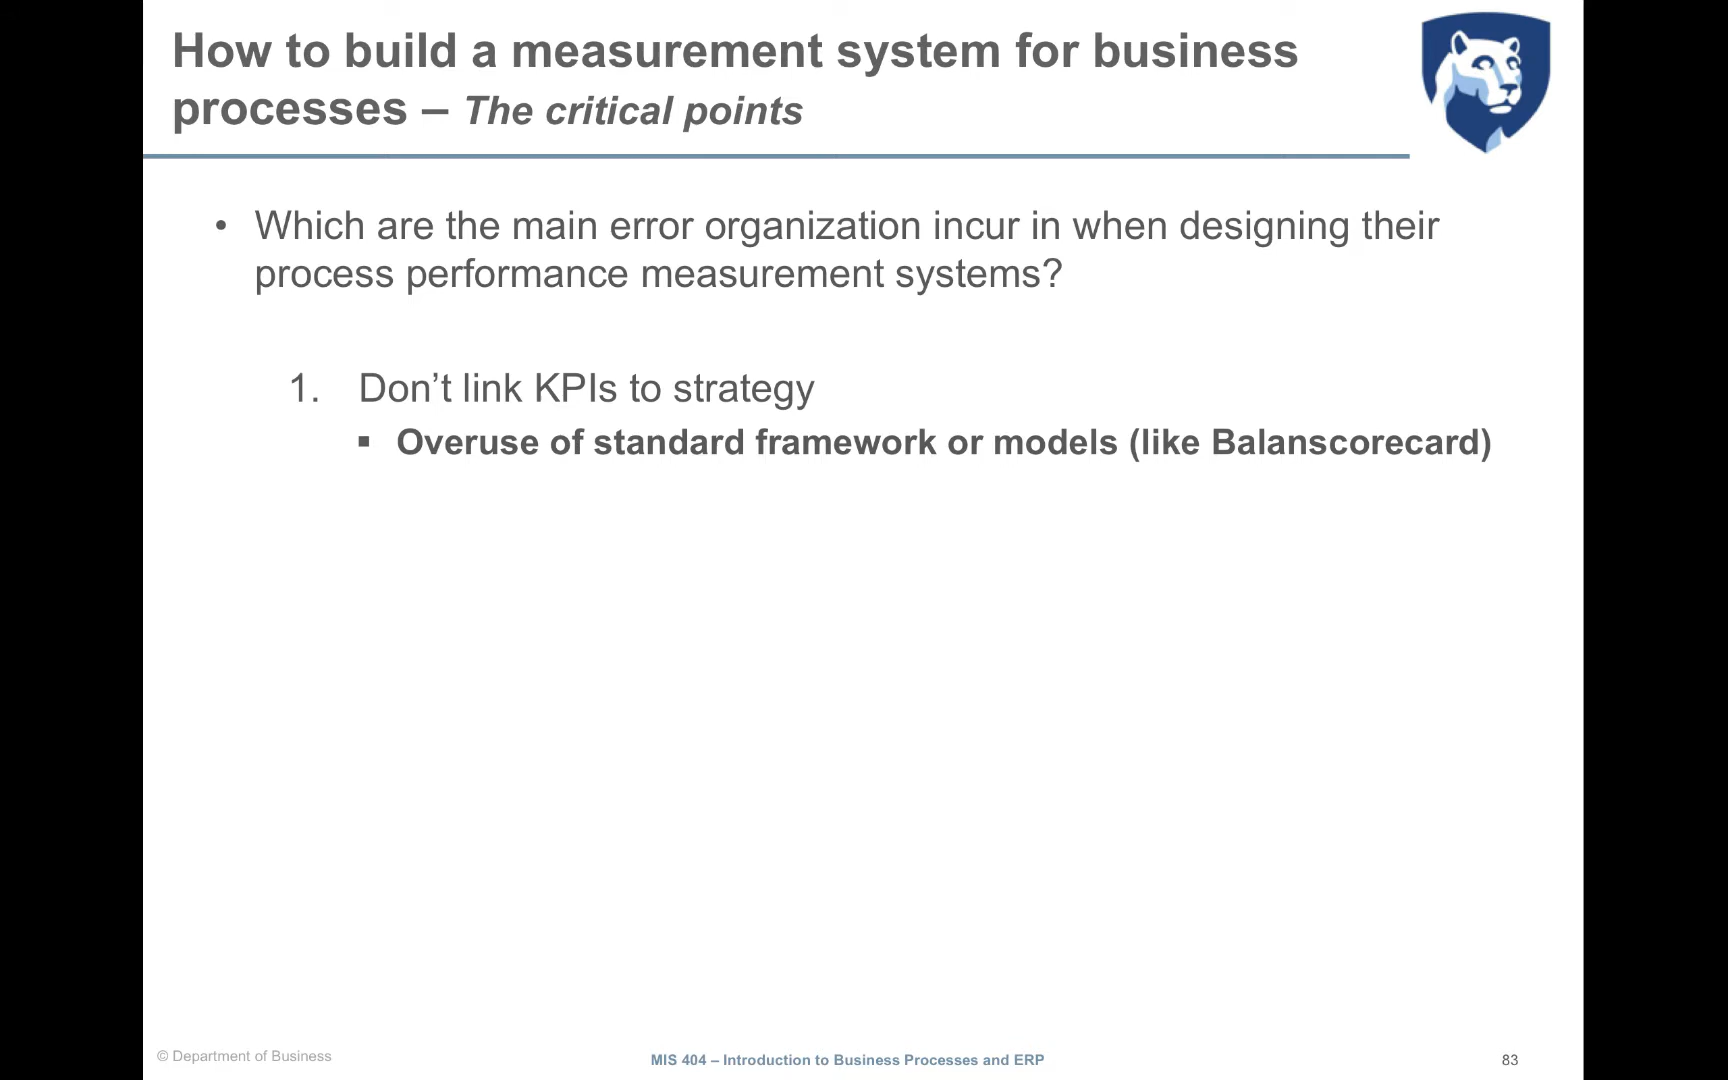 How to build a measurement system for business
processes – The critical points
• Which are the main error organization incur in when designing their
process performance measurement systems?
1. Don’t link KPIs to strategy
▪ Overuse of standard framework or models (like Balanscorecard)
© Department of Business
MIS 404 – Introduction to Business Processes and ERP
83